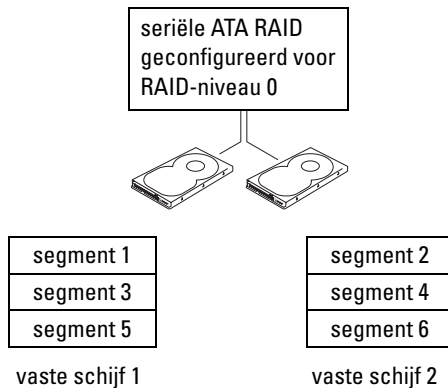 seriële ATA RAID
geconfigureerd voor
RAID-niveau 0
segment 1
segment 3
segment 5
vaste schijf 1
segment 2
segment 4
segment 6
vaste schijf 2